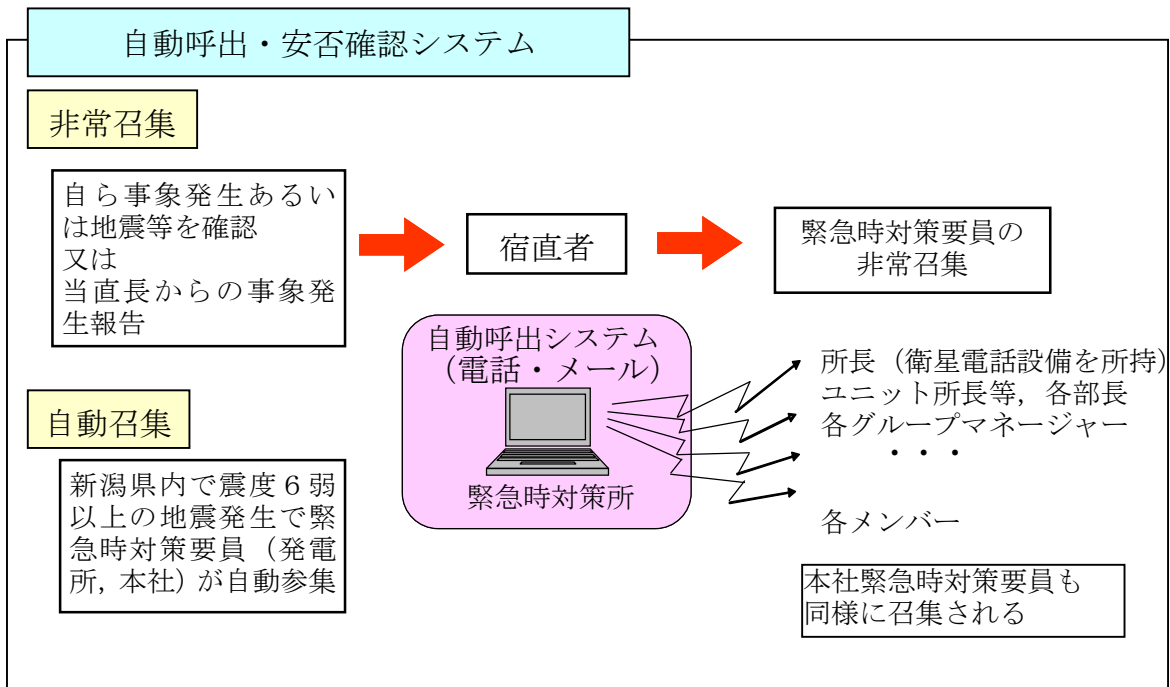 自動呼出・安否確認システム
非常召集
自ら事象発生あるい
は地震等を確認
又は
当直長からの事象発
生報告
宿直者
緊急時対策要員の
非常召集
自動呼出システム
（電話・メール）
緊急時対策所
所長（衛星電話設備を所持）
ユニット所長等，各部長
各グループマネージャー
・・・
各メンバー
自動召集
新潟県内で震度６弱
以上の地震発生で緊
急時対策要員（発電
所，本社）が自動参集
本社緊急時対策要員も
同様に召集される